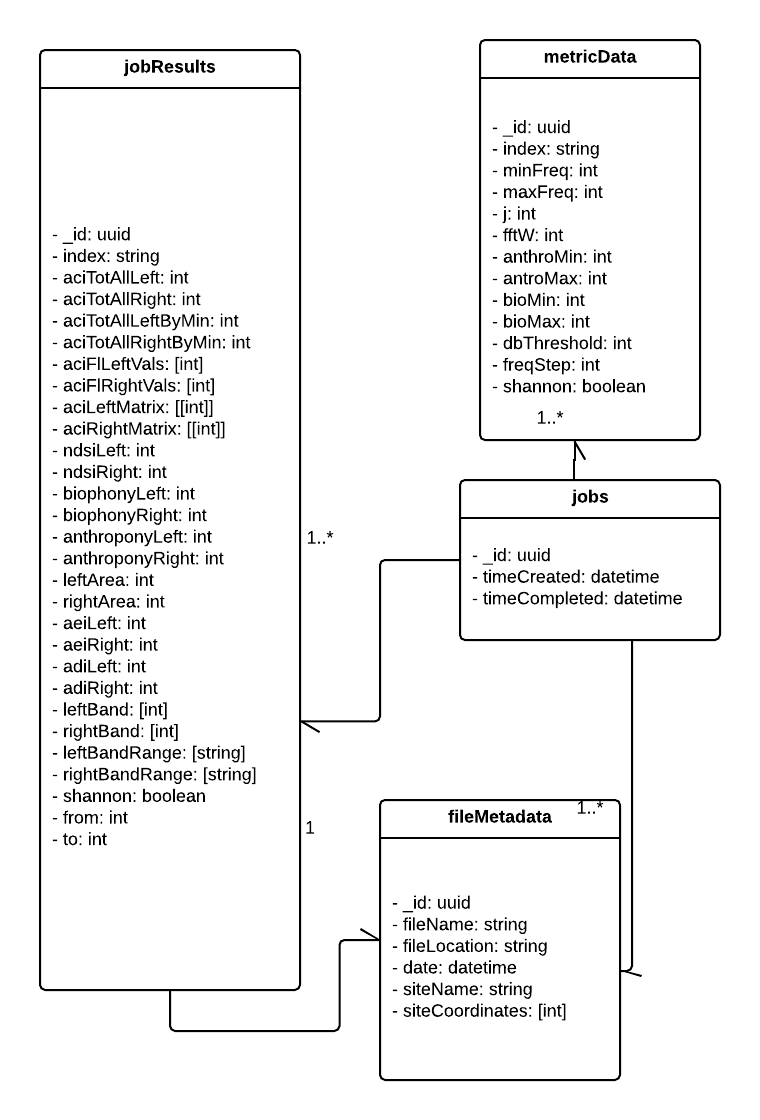 jobResults
- _id: uuid
- index: string
- aciTotAllLeft: int
- aciTotAllRight: int
- aciTotAllLeftByMin: int
- aciTotAllRightByMin: int
- aciFlLeftVals: [int]
- aciFlRightVals: [int]
- aciLeftMatrix: [[int]]
- aciRightMatrix: [[int]]
- ndsiLeft: int
- ndsiRight: int
- biophonyLeft: int
- biophonyRight: int
- anthroponyLeft: int
- anthroponyRight: int
- leftArea: int
- rightArea: int
- aeiLeft: int
- aeiRight: int
- adiLeft: int
- adiRight: int
- leftBand: [int]
- rightBand: [int]
- leftBandRange: [string]
- rightBandRange: [string]
- shannon: boolean
- from: int
- to: int
metricData
- _id: uuid
- index: string
- minFreq: int
- maxFreq: int
- j: int
- fftW: int
- anthroMin: int
- antroMax: int
- bioMin: int
- bioMax: int
- dbThreshold: int
- freqStep: int
- shannon: boolean
1..*
jobs
- _id: uuid
- timeCreated: datetime
- timeCompleted: datetime
1..*
1
1..*
fileMetadata
- _id: uuid
- fileName: string
- fileLocation: string
- date: datetime
- siteName: string
- siteCoordinates: [int]